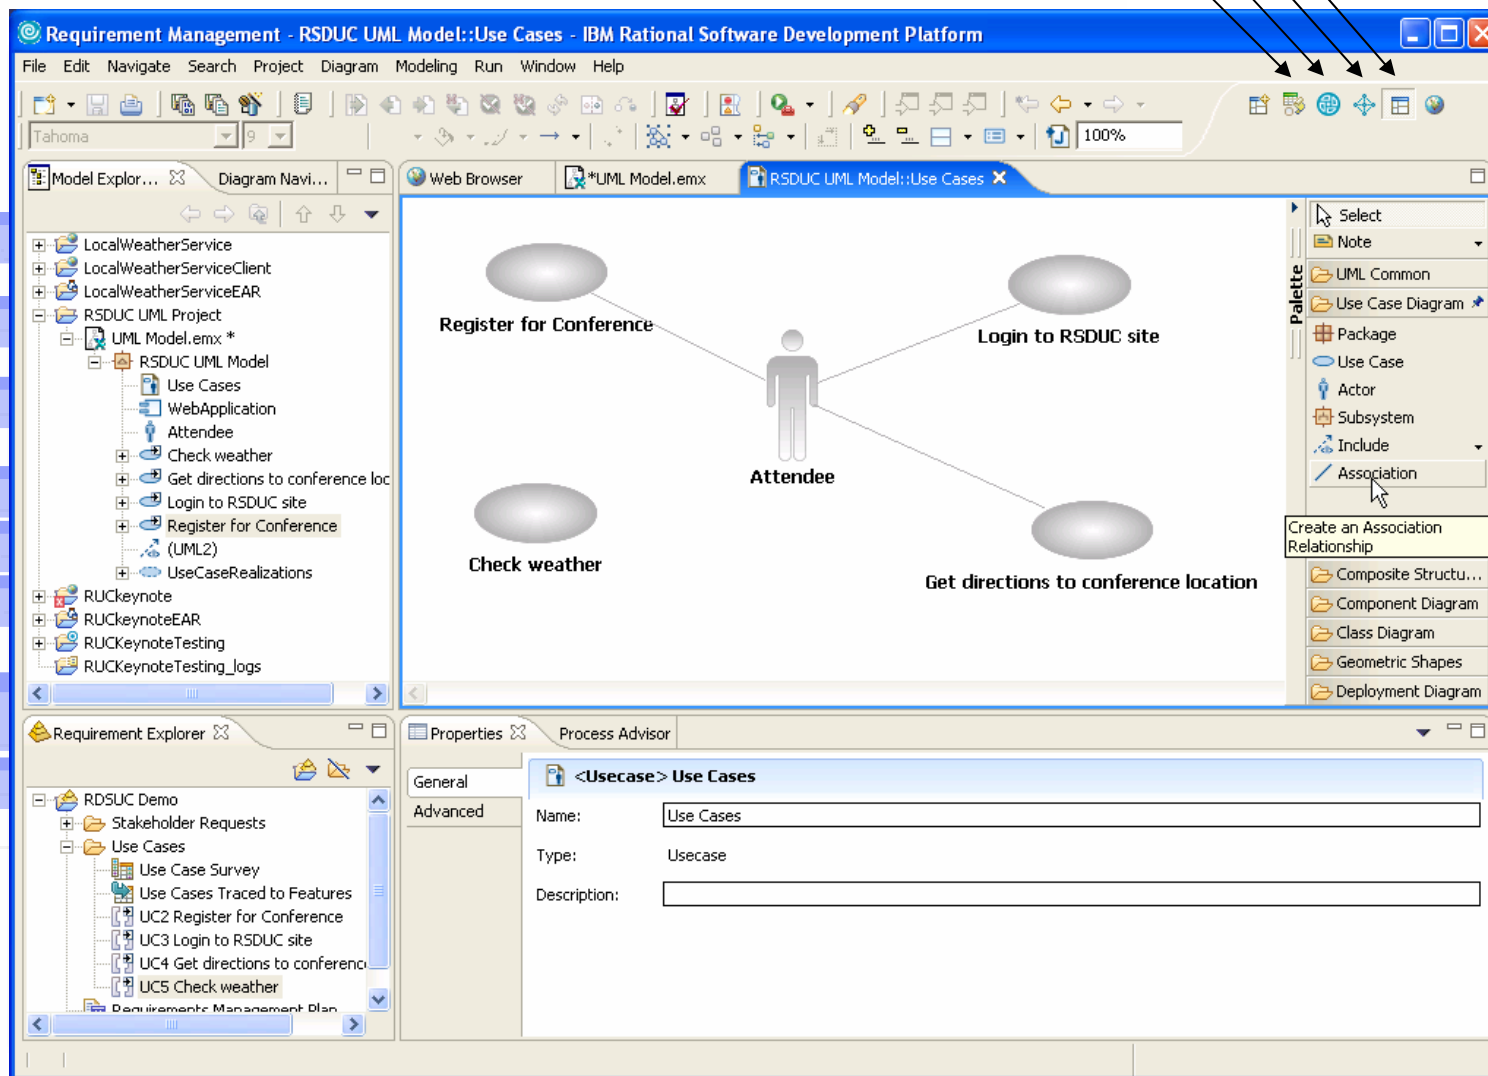 Requirement Management - RSDUC UML Model::Use Cases - IBM Rational Software Development Platform
File Edit Navigate Search Project Diagram Modeling Run Window Help
Tahoma 9 100%
Model Explor... Diagram Navi...
Web Browser *UML Model.emx RSDUC UML Model::Use Cases
LocalWeatherService
LocalWeatherServiceClient
LocalWeatherServiceEAR
RSDUC UML Project
UML Model.emx *
RSDUC UML Model
Use Cases
WebApplication
Attendee
Check weather
Get directions to conference loc
Login to RSDUC site
Register for Conference
(UML2)
UseCaseRealizations
RUCkeynote
RUCkeynoteEAR
RUCKeynoteTesting
RUCKeynoteTesting_logs
Register for Conference
Login to RSDUC site
Attendee
Check weather
Get directions to conference location
Palette
Select
Note
UML Common
Use Case Diagram
Package
Use Case
Actor
Subsystem
Include
Association
Create an Association
Relationship
Composite Structu...
Component Diagram
Class Diagram
Geometric Shapes
Deployment Diagram
Requirement Explorer
RDSUC Demo
Stakeholder Requests
Use Cases
Use Case Survey
Use Cases Traced to Features
UC2 Register for Conference
UC3 Login to RSDUC site
UC4 Get directions to conferenc
UC5 Check weather
Requirements Management Plan
Properties Process Advisor
General
Advanced
<Usecase> Use Cases
Name: Use Cases
Type: Usecase
Description: